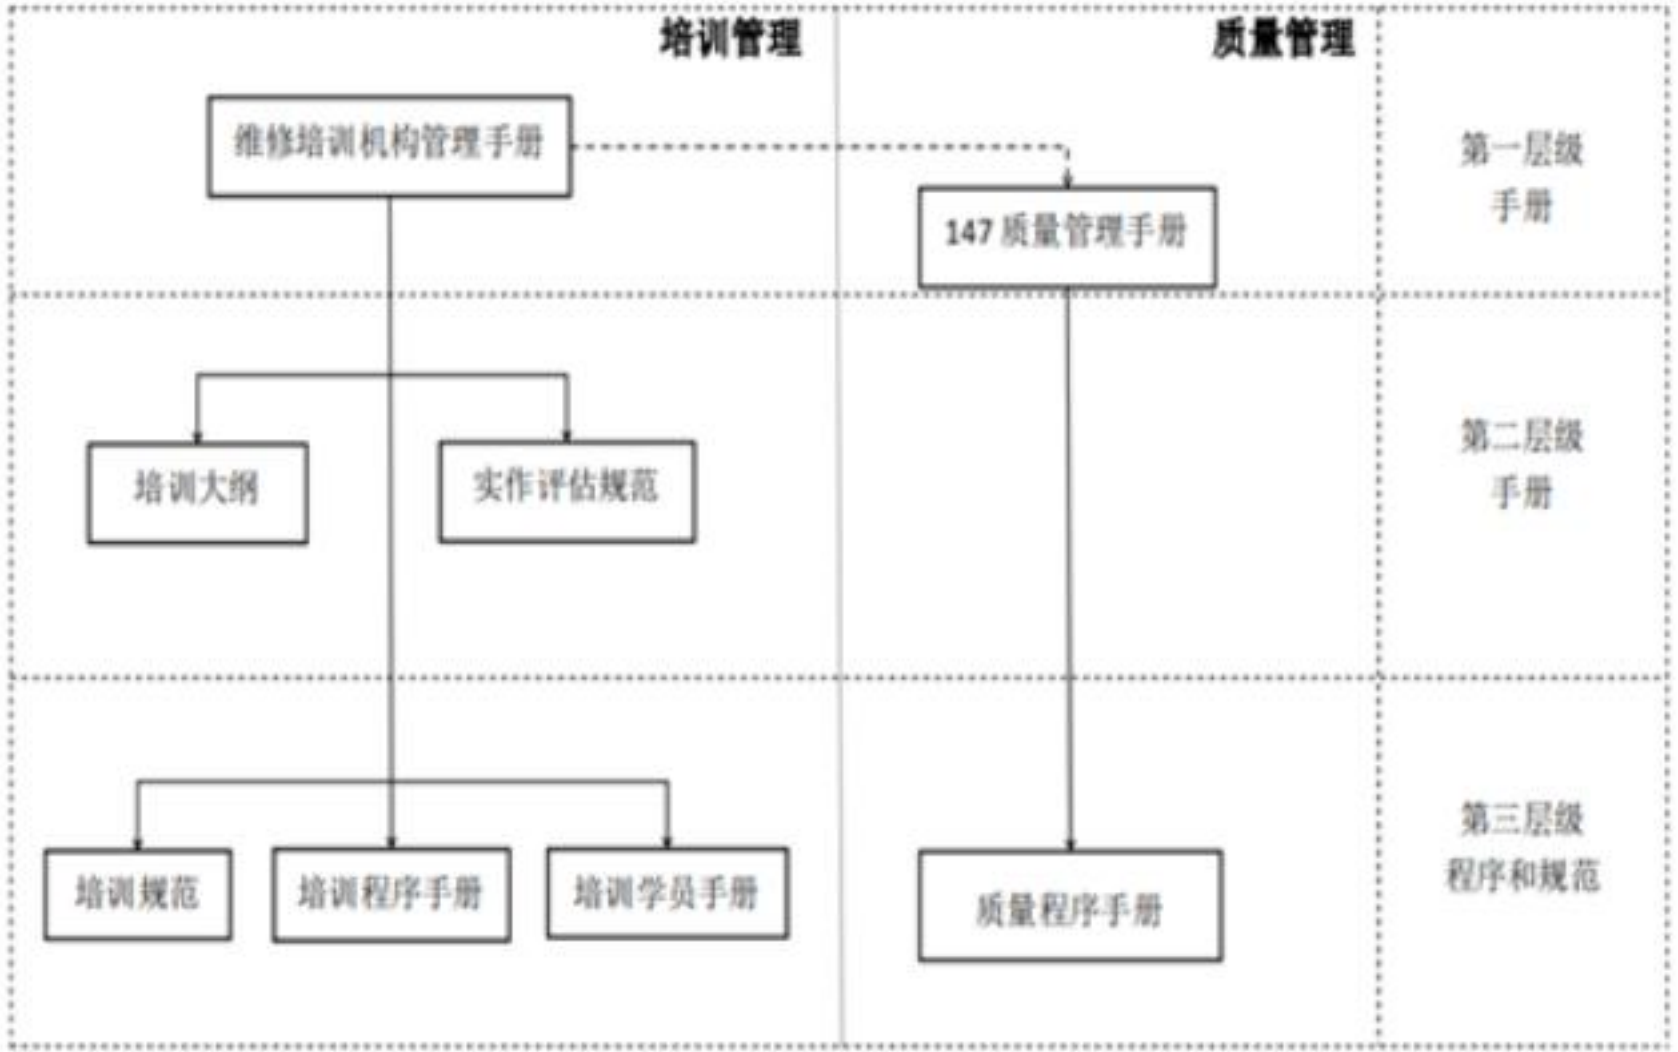 培训管理
质量管理
维修培训机构管理手册
147 质量管理手册
第一层级
手册
培训大纲
实作评估规范
第二层级
手册
培训规范
培训程序手册
培训学员手册
质量程序手册
第三层级
程序和规范